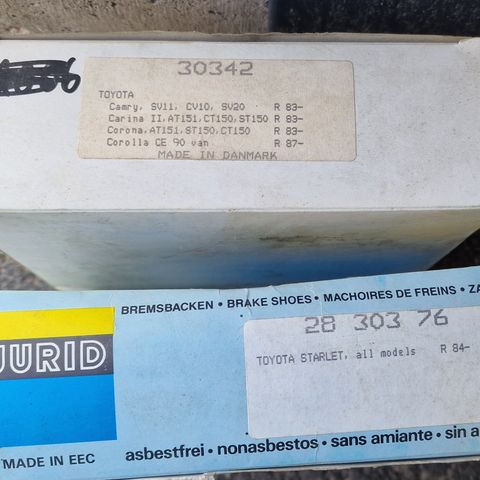 30342
TOYOTA
Camry, SV11, CV10, SV20 R 83-
Carina II,AT151,CT150,ST150 R 83-
Corona,AT151,ST150,CT150 R 83-
Corolla CE 90 van R 87-
MADE IN DANMARK
BREMSBACKEN • BRAKE SHOES • MACHOIRES DE FREINS • ZA
28 303 76
TOYOTA STARLET, all models R 84-
JURID
MADE IN EEC
asbestfrei • nonasbestos • sans amiante • sin a